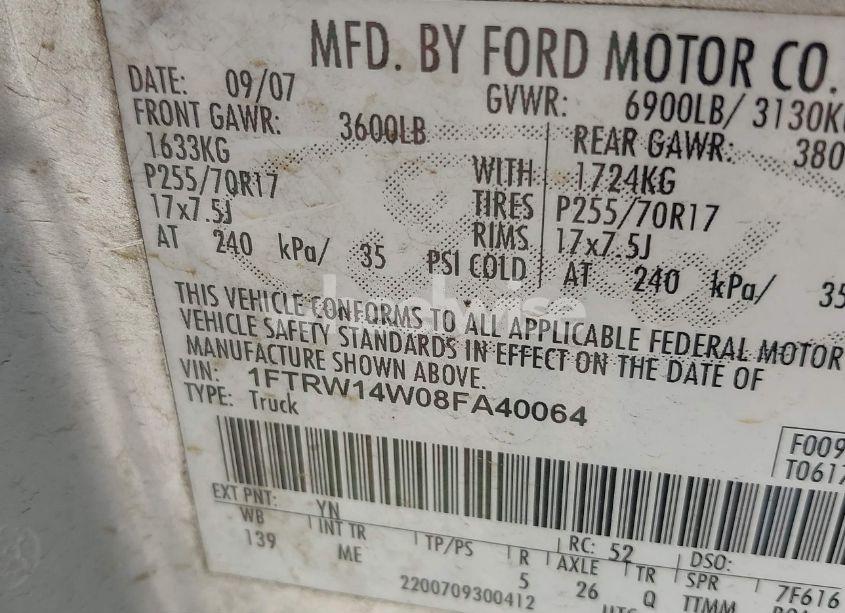 MFD. BY FORD MOTOR CO.
DATE: 09/07 GVWR: 6900LB/ 3130K
FRONT GAWR: 3600LB REAR GAWR: 380
1633KG WITH 1724KG
P255/70R17 TIRES P255/70R17
17x7.5J RIMS 17x7.5J
AT 240 kPa/ 35 PSI COLD AT 240 kPa/ 35
THIS VEHICLE CONFORMS TO ALL APPLICABLE FEDERAL MOTOR
VEHICLE SAFETY STANDARDS IN EFFECT ON THE DATE OF
MANUFACTURE SHOWN ABOVE.
VIN: 1FTRW14W08FA40064
TYPE: Truck
F009
T0617
EXT PNT: YN RC: 52 DSO:
WB INT TR TP/PS R AXLE TR SPR 7F616
139 ME 5 26 Q TTMM
2200709300412